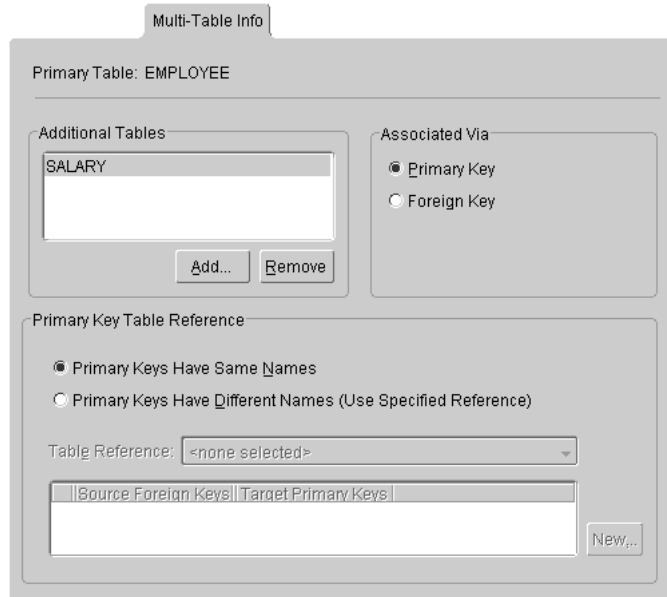 Multi-Table Info
Primary Table: EMPLOYEE
Additional Tables
SALARY
Add...
Remove
Associated Via
Primary Key
Foreign Key
Primary Key Table Reference
Primary Keys Have Same Names
Primary Keys Have Different Names (Use Specified Reference)
Table Reference: <none selected>
Source Foreign Keys Target Primary Keys
New...